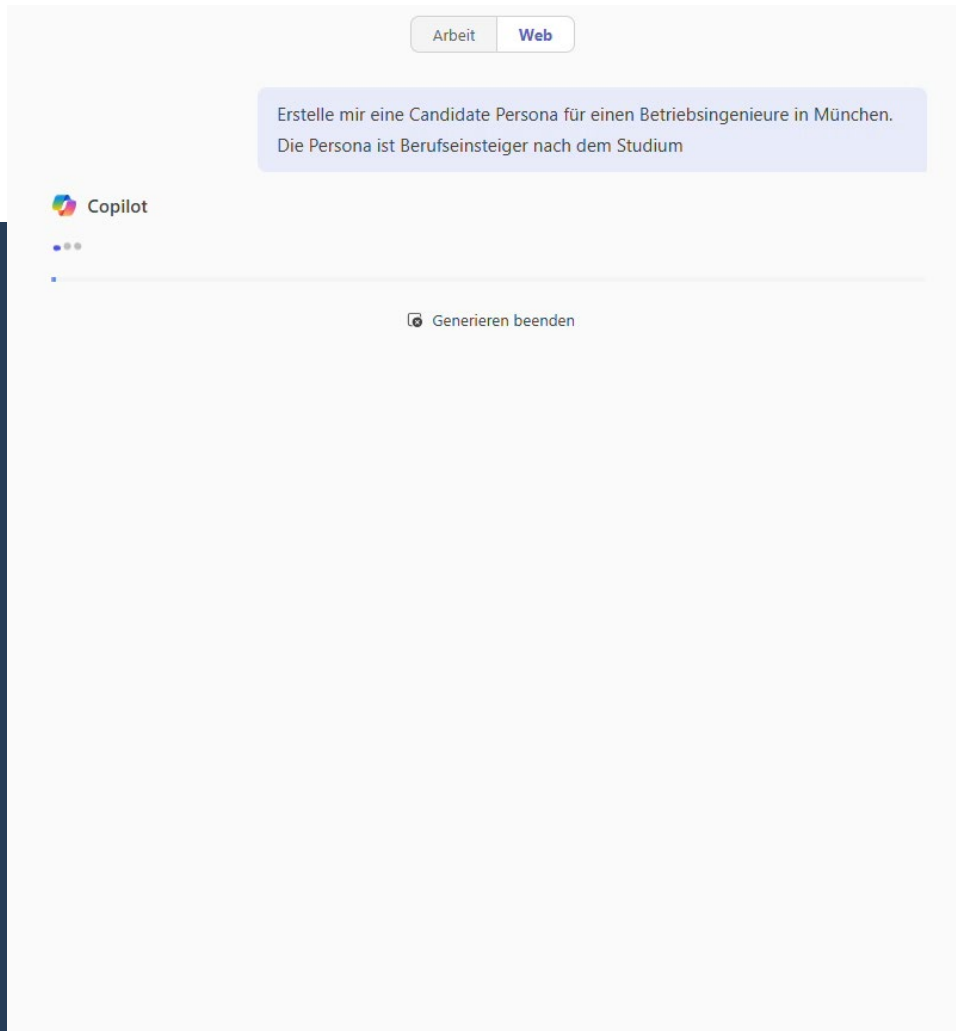 Arbeit Web
Erstelle mir eine Candidate Persona für einen Betriebsingenieure in München.
Die Persona ist Berufseinsteiger nach dem Studium
Copilot
Generieren beenden